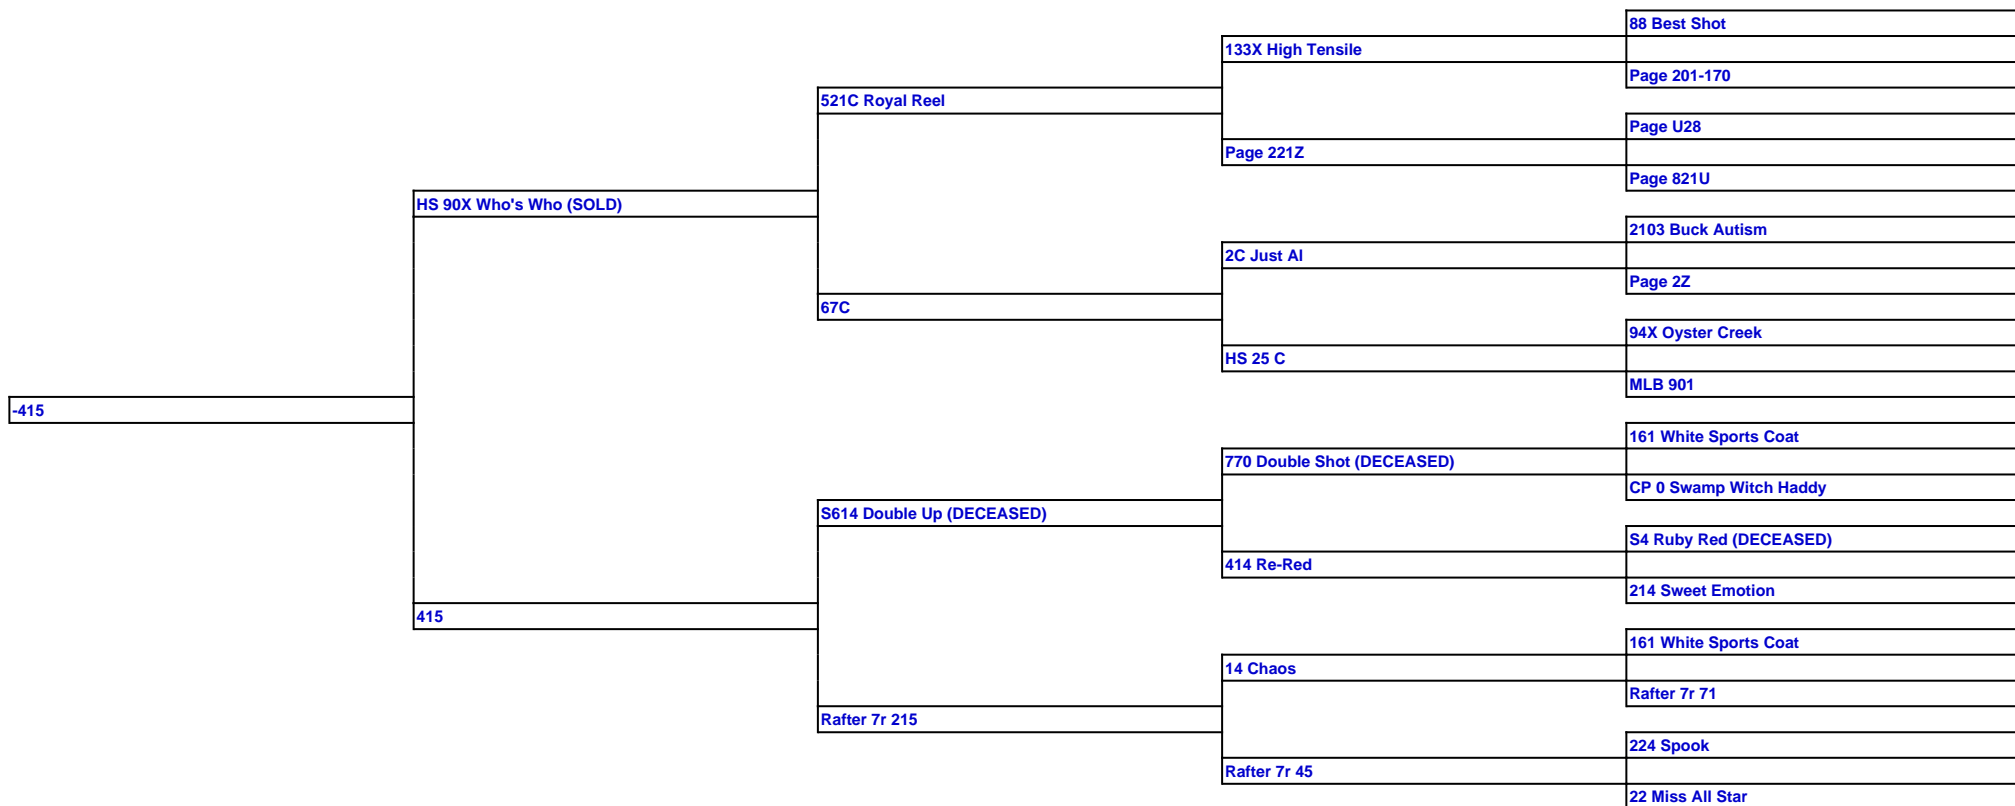 88 Best Shot
133X High Tensile
Page 201-170
521C Royal Reel
Page U28
Page 221Z
Page 821U
HS 90X Who's Who (SOLD)
2103 Buck Autism
2C Just AI
Page 2Z
67C
94X Oyster Creek
HS 25 C
MLB 901
-415
161 White Sports Coat
770 Double Shot (DECEASED)
CP 0 Swamp Witch Haddy
S614 Double Up (DECEASED)
S4 Ruby Red (DECEASED)
414 Re-Red
214 Sweet Emotion
415
161 White Sports Coat
14 Chaos
Rafter 7r 71
Rafter 7r 215
224 Spook
Rafter 7r 45
22 Miss All Star